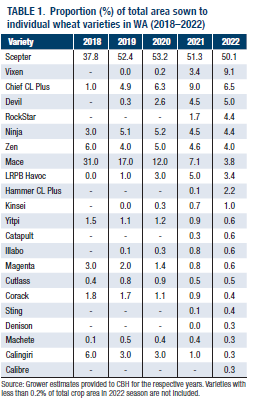 TABLE 1. Proportion (%) of total area sown to
individual wheat varieties in WA (2018–2022)
Variety 2018 2019 2020 2021 2022
Scepter 37.8 52.4 53.2 51.3 50.1
Vixen - 0.0 0.2 3.4 9.1
Chief CL Plus 1.0 4.9 6.3 9.0 6.5
Devil - 0.3 2.6 4.5 5.0
RockStar - - - 1.7 4.4
Ninja 3.0 5.1 5.2 4.5 4.4
Zen 6.0 4.0 5.0 4.6 4.0
Mace 31.0 17.0 12.0 7.1 3.8
LRPB Havoc 0.0 1.0 3.0 5.0 3.4
Hammer CL Plus - - - 0.1 2.2
Kinsei - 0.0 0.3 0.7 1.0
Yitpi 1.5 1.1 1.2 0.9 0.6
Catapult - - - 0.3 0.6
Illabo - 0.1 0.3 0.8 0.6
Magenta 3.0 2.0 1.4 0.8 0.6
Cutlass 0.4 0.8 0.9 0.5 0.5
Corack 1.8 1.7 1.1 0.9 0.4
Sting - - - 0.1 0.4
Denison - - - 0.0 0.3
Machete 0.1 0.5 0.4 0.4 0.3
Calingiri 6.0 3.0 3.0 1.0 0.3
Calibre - - - - 0.3
Source: Grower estimates provided to CBH for the respective years. Varieties with
less than 0.2% of total crop area in 2022 season are not included.